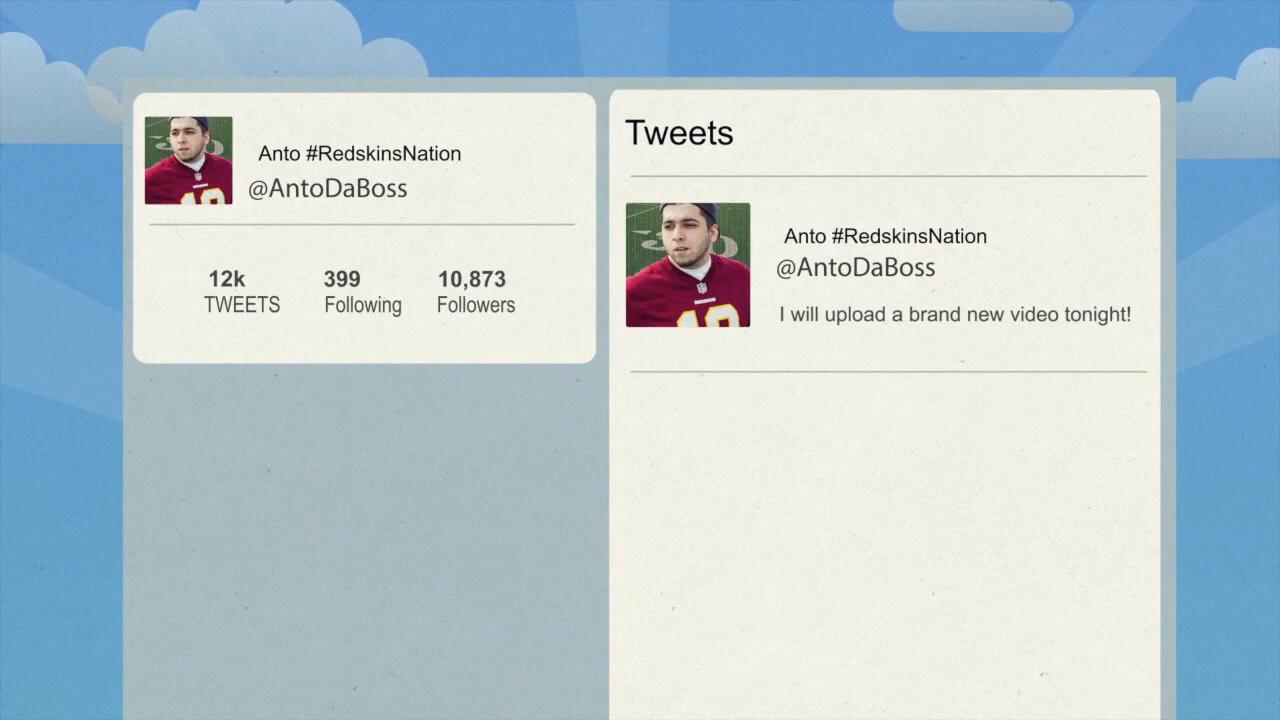 Anto #RedskinsNation
@AntoDaBoss
12k
TWEETS
399
Following
10,873
Followers
Tweets
Anto #RedskinsNation
@AntoDaBoss
I will upload a brand new video tonight!